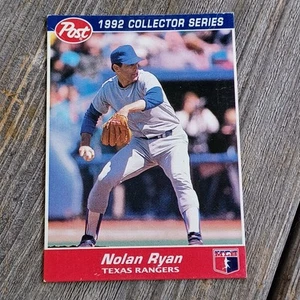 Post
1992 COLLECTOR SERIES
Nolan Ryan
TEXAS RANGERS